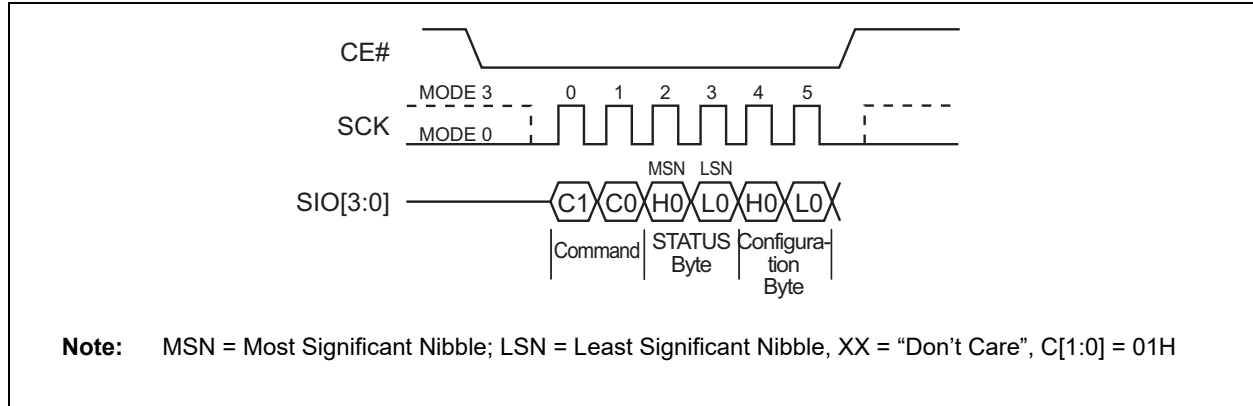 CE#
MODE 3 0 1 2 3 4 5
SCK
MODE 0
MSN LSN
SIO[3:0] C1 C0 H0 L0 H0 L0
Command STATUS Byte Configura-tion Byte
Note: MSN = Most Significant Nibble; LSN = Least Significant Nibble, XX = “Don’t Care”, C[1:0] = 01H